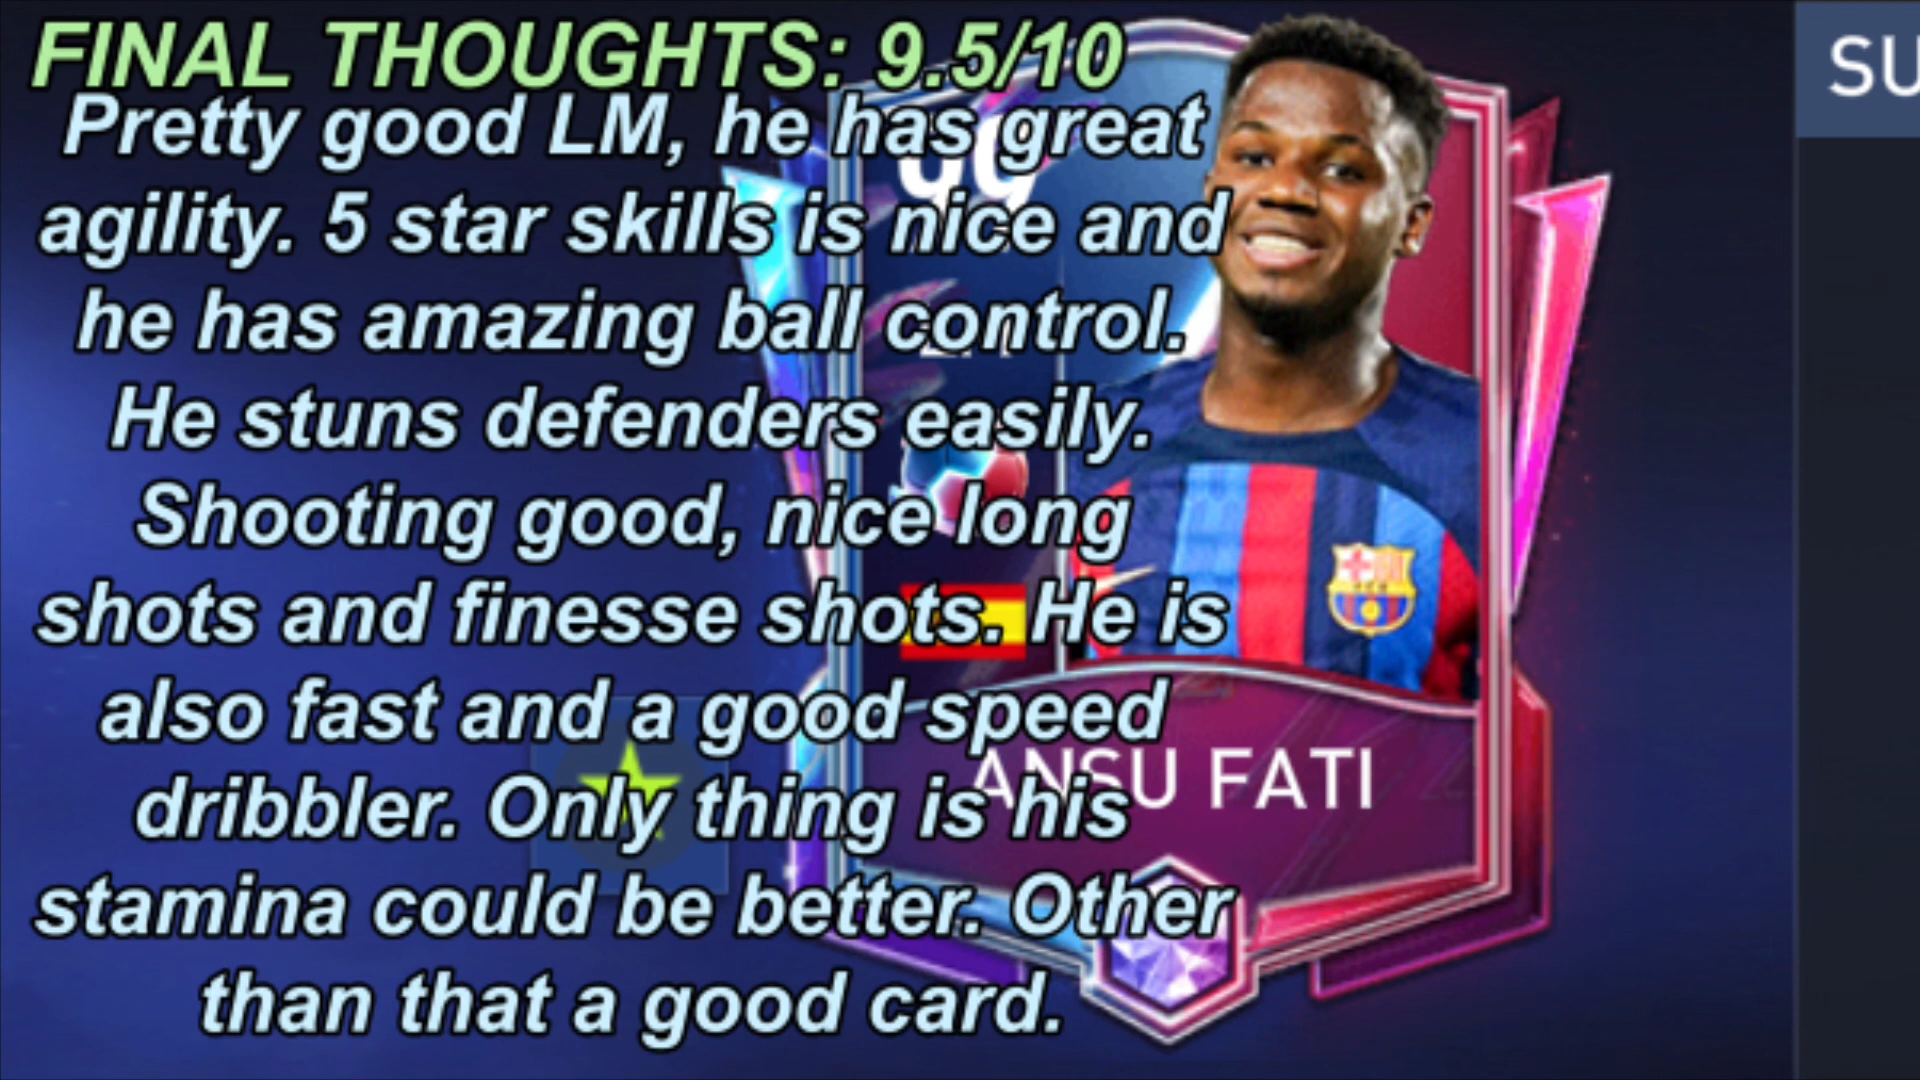 FINAL THOUGHTS: 9.5/10
SU
Pretty good LM, he has great
agility. 5 star skills is nice and
he has amazing ball control.
He stuns defenders easily.
Shooting good, nice long
shots and finesse shots. He is
also fast and a good speed
ANSU FATI
dribbler. Only thing is his
stamina could be better. Other
than that a good card.